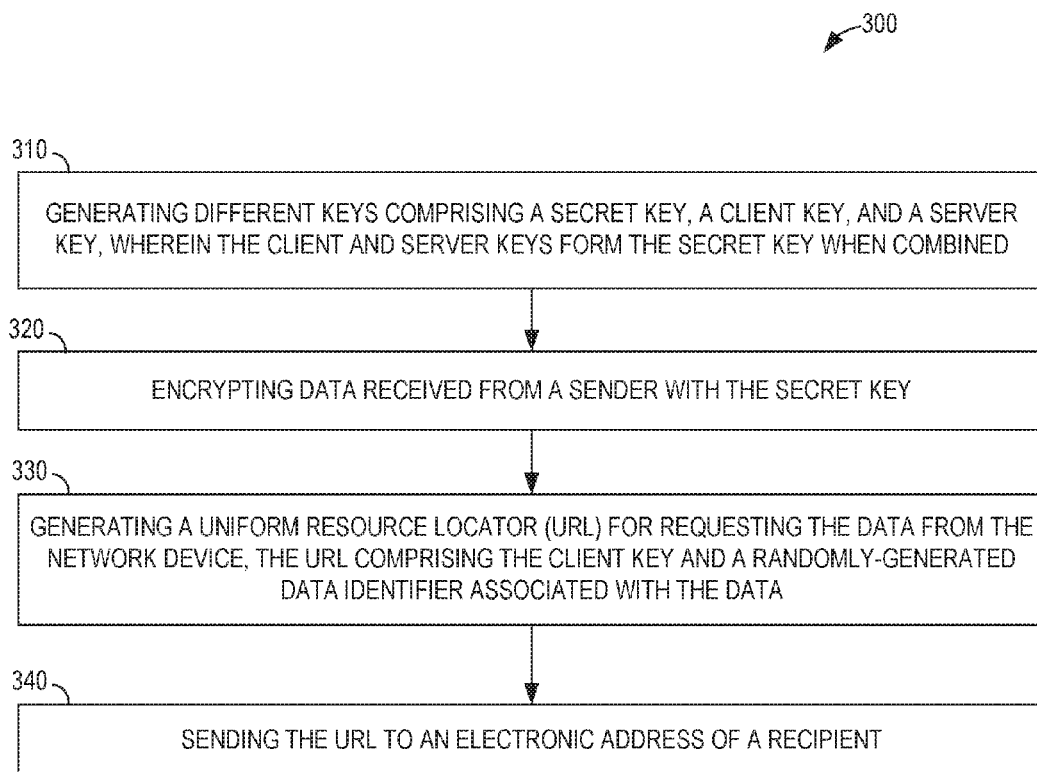 300
310
GENERATING DIFFERENT KEYS COMPRISING A SECRET KEY, A CLIENT KEY, AND A SERVER
KEY, WHEREIN THE CLIENT AND SERVER KEYS FORM THE SECRET KEY WHEN COMBINED
320
ENCRYPTING DATA RECEIVED FROM A SENDER WITH THE SECRET KEY
330
GENERATING A UNIFORM RESOURCE LOCATOR (URL) FOR REQUESTING THE DATA FROM THE
NETWORK DEVICE, THE URL COMPRISING THE CLIENT KEY AND A RANDOMLY-GENERATED
DATA IDENTIFIER ASSOCIATED WITH THE DATA
340
SENDING THE URL TO AN ELECTRONIC ADDRESS OF A RECIPIENT